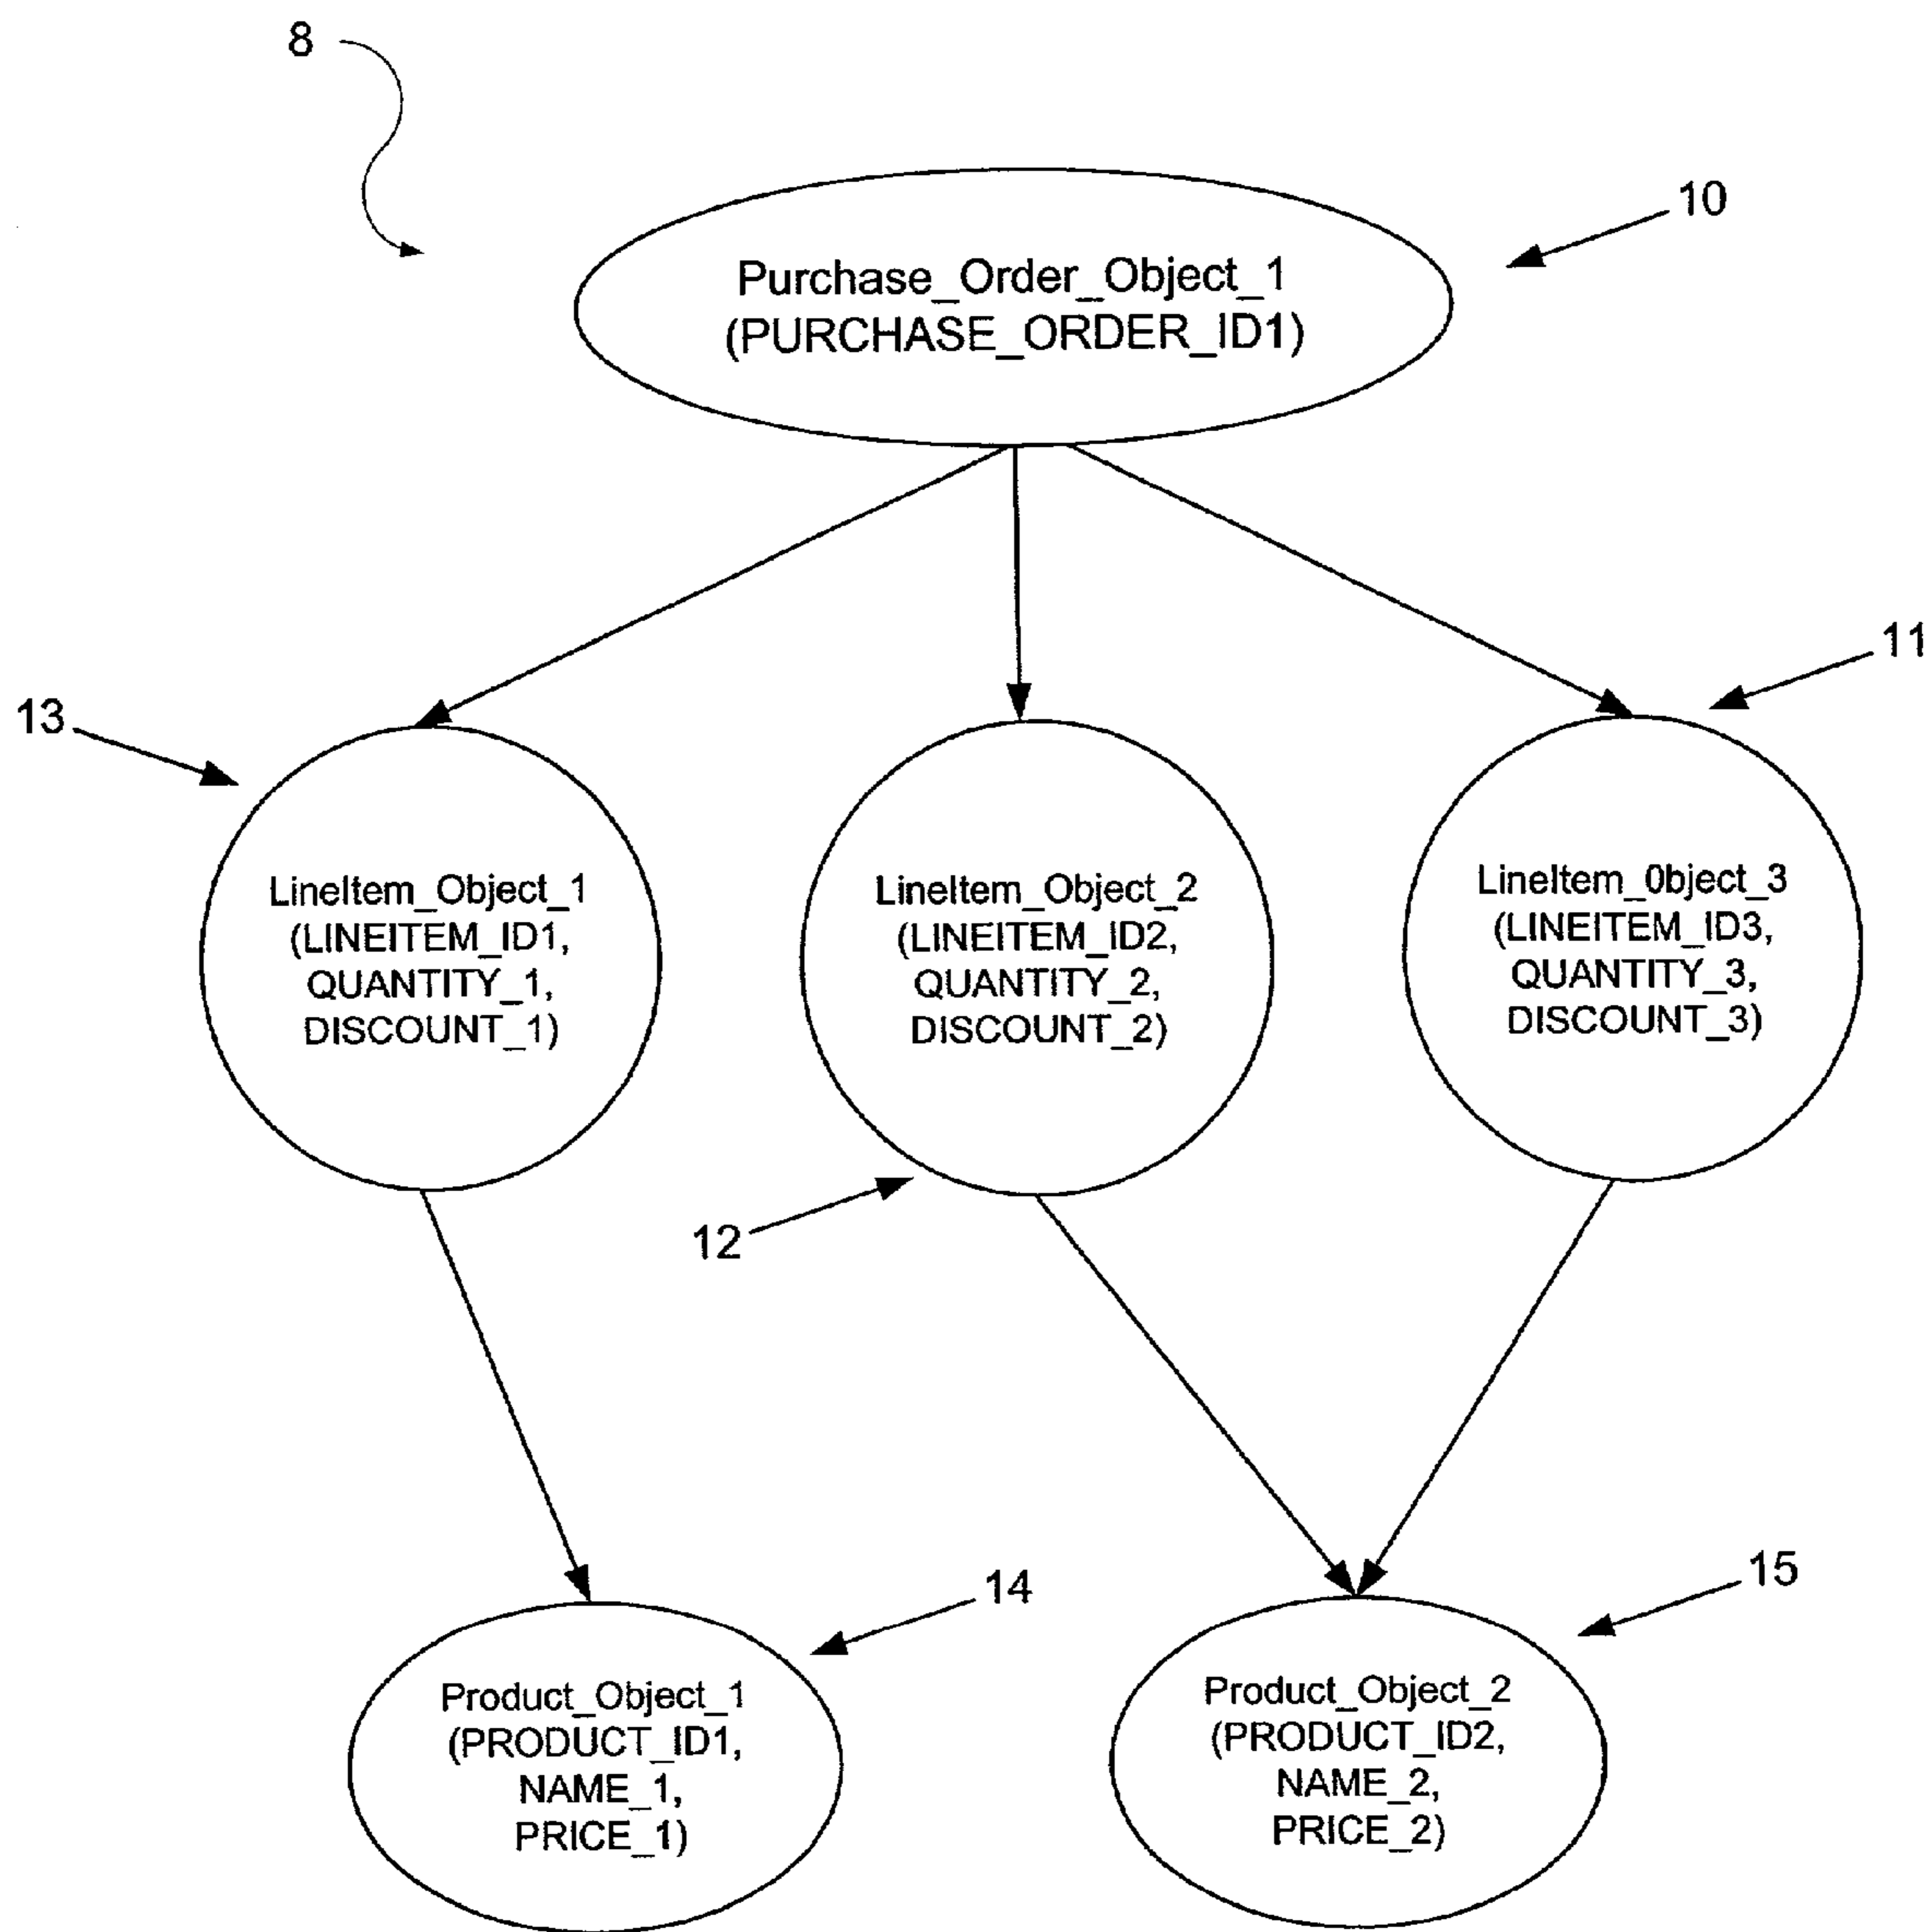 8
10
Purchase_Order_Object_1
(PURCHASE_ORDER_ID1)
11
13
LineItem_Object_1
(LINEITEM_ID1,
QUANTITY_1,
DISCOUNT_1)
LineItem_Object_2
(LINEITEM_ID2,
QUANTITY_2,
DISCOUNT_2)
LineItem_0bject_3
(LINEITEM_ID3,
QUANTITY_3,
DISCOUNT_3)
12
14
15
Product_Object_1
(PRODUCT_ID1,
NAME_1,
PRICE_1)
Product_Object_2
(PRODUCT_ID2,
NAME_2,
PRICE_2)